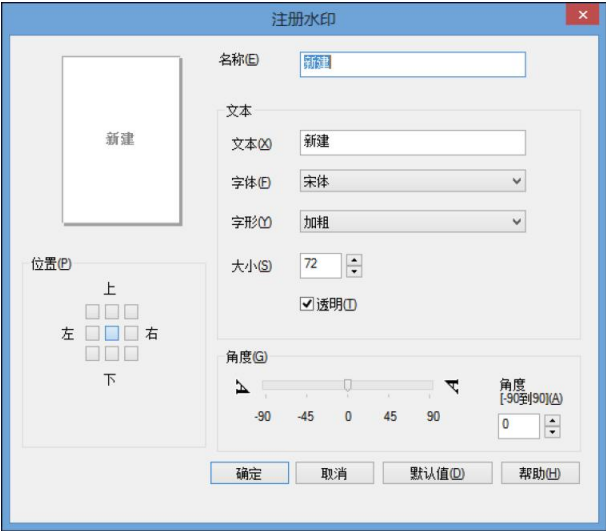 注册水印
名称(E)
新建
新建
文本
文本(X)
新建
字体(F)
宋体
字形(Y)
加粗
大小(S)
72
透明(T)
位置(P)
上
左
右
下
角度(G)
A
A
-90 -45 0 45 90
角度
[-90到90](A)
0
确定 取消 默认值(D) 帮助(H)